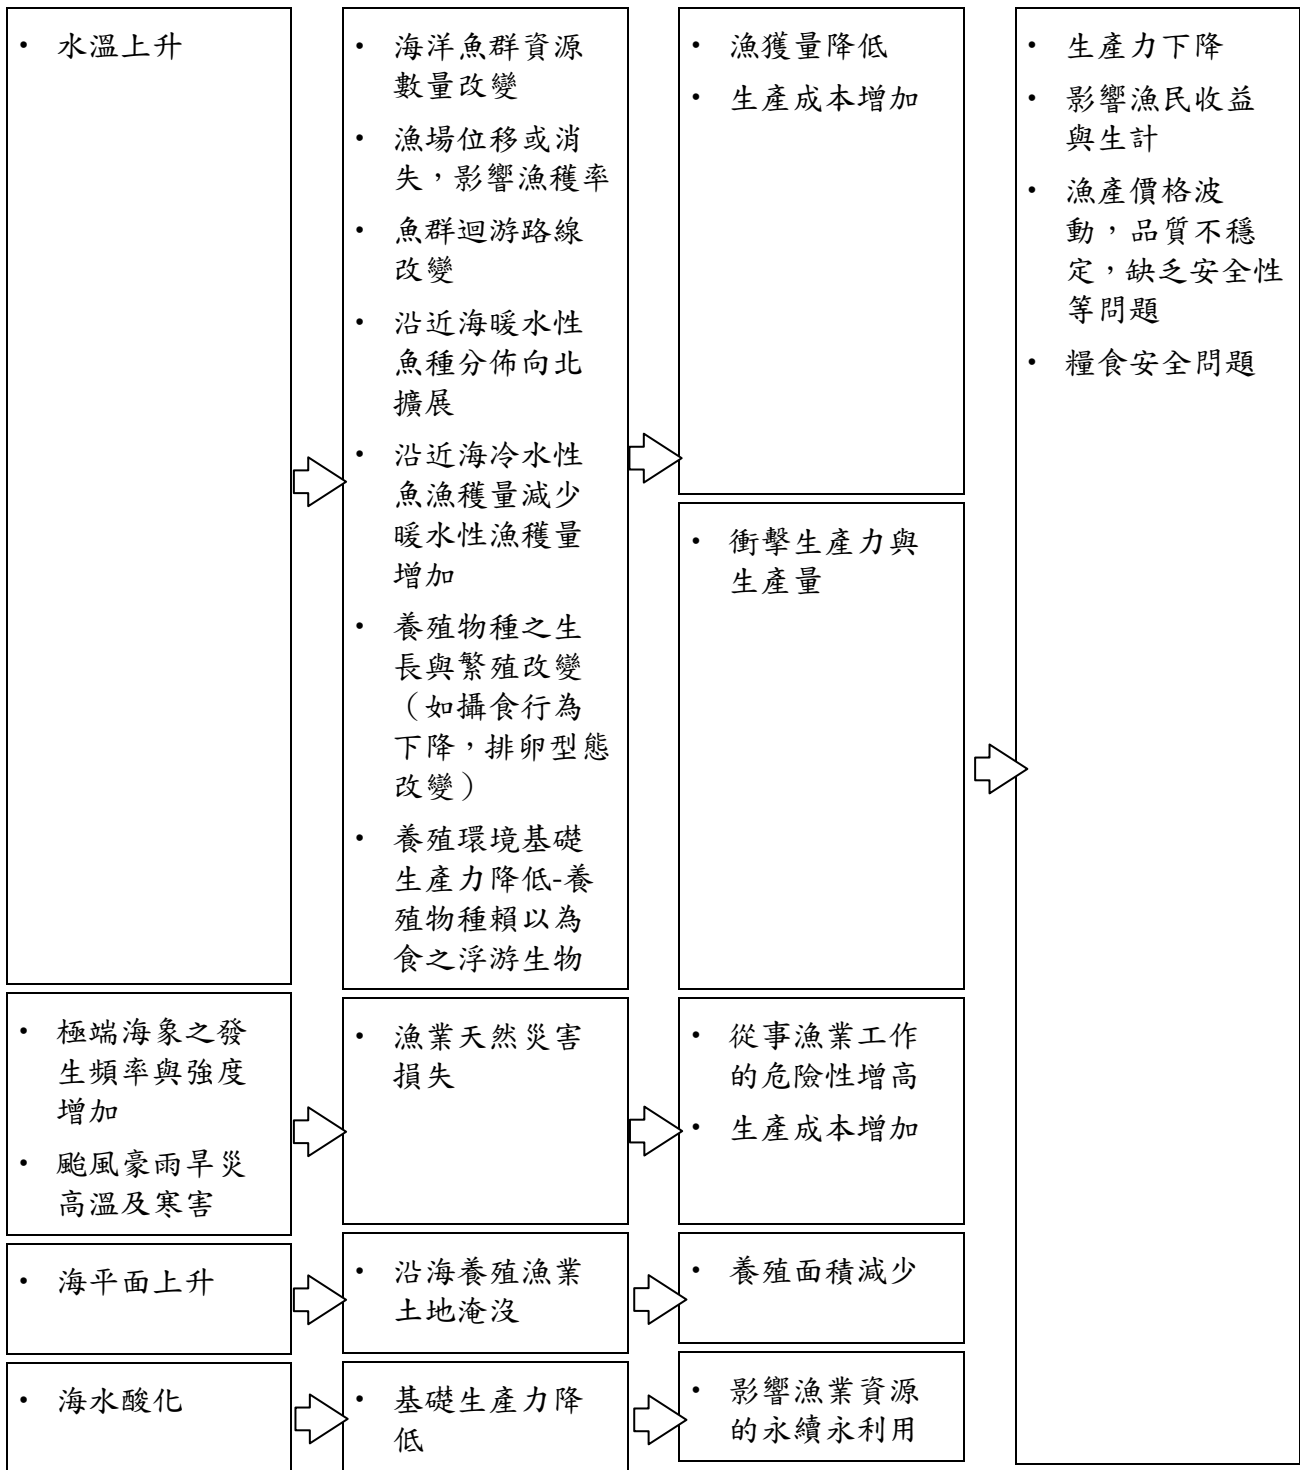 • 水溫上升
• 海洋魚群資源
數量改變
• 漁場位移或消
失，影響漁穫率
• 魚群迴游路線
改變
• 沿近海暖水性
魚種分佈向北
擴展
• 沿近海冷水性
魚漁穫量減少
暖水性漁穫量
增加
• 養殖物種之生
長與繁殖改變
（如攝食行為
下降，排卵型態
改變）
• 養殖環境基礎
生產力降低-養
殖物種賴以為
食之浮游生物
• 漁獲量降低
• 生產成本增加
• 衝擊生產力與
生產量
• 生產力下降
• 影響漁民收益
與生計
• 漁產價格波
動，品質不穩
定，缺乏安全性
等問題
• 糧食安全問題
• 極端海象之發
生頻率與強度
增加
• 颱風豪雨旱災
高溫及寒害
• 漁業天然災害
損失
• 從事漁業工作
的危險性增高
• 生產成本增加
• 海平面上升
• 沿海養殖漁業
土地淹沒
• 養殖面積減少
• 海水酸化
• 基礎生產力降
低
• 影響漁業資源
的永續永利用